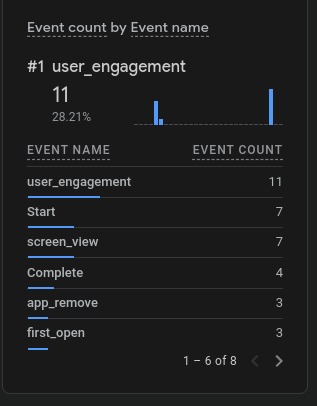 Event count by Event name
#1 user_engagement
11
28.21%
EVENT NAME EVENT COUNT
user_engagement 11
Start 7
screen_view 7
Complete 4
app_remove 3
first_open 3
1 – 6 of 8